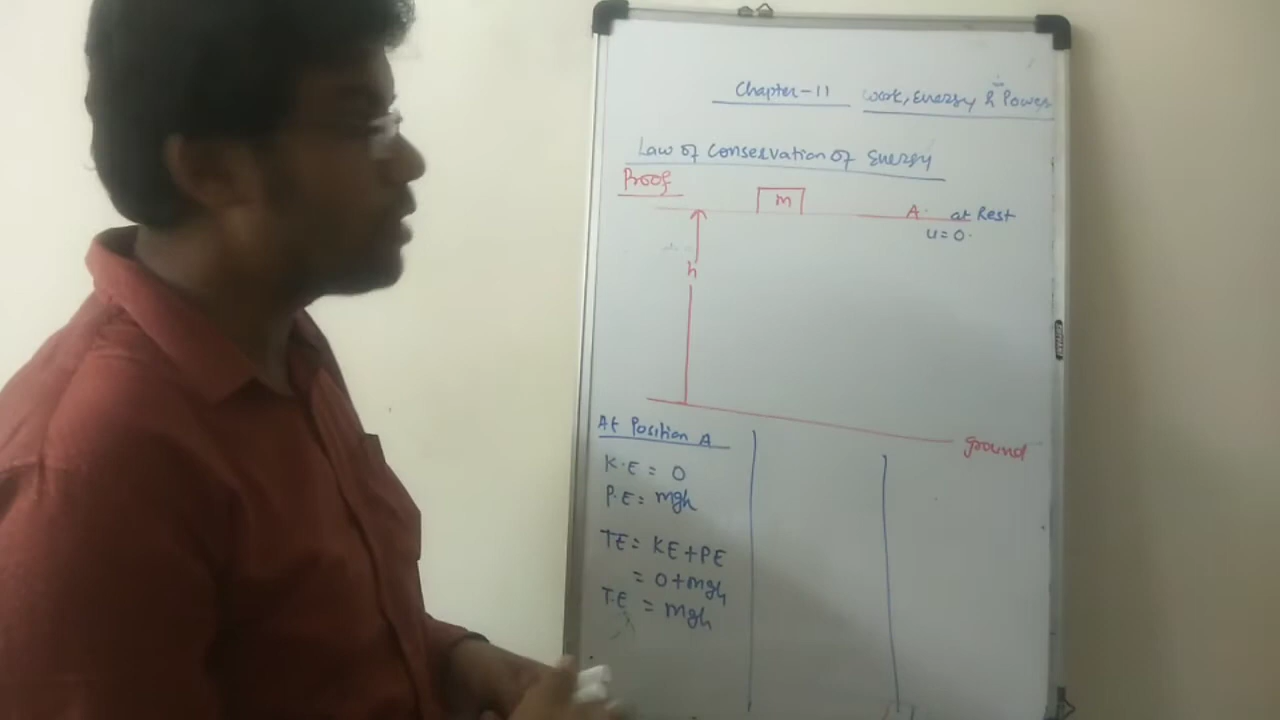 Chapter-11 Work, Energy & Power
Law of Conservation of Energy
Proof
m
A. at Rest
u=0.
h
ground
At Position A
K.E = 0
P.E = mgh
TE = KE+PE
= 0+mgh
T.E = mgh